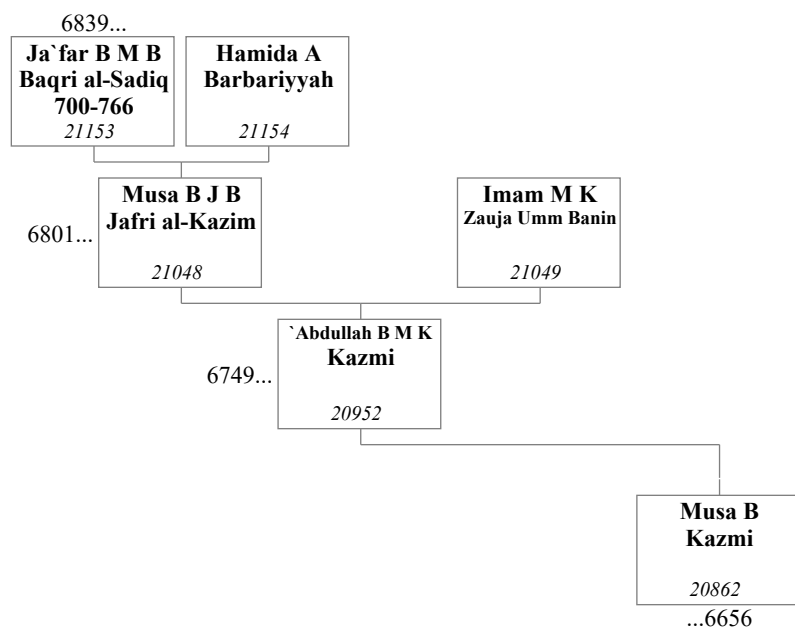 6839...
Ja`far B M B
Baqri al-Sadiq
700-766
21153
Hamida A
Barbariyyah
21154
Musa B J B
Jafri al-Kazim
21048
6801...
Imam M K
Zauja Umm Banin
21049
`Abdullah B M K
Kazmi
20952
6749...
Musa B
Kazmi
20862
...6656